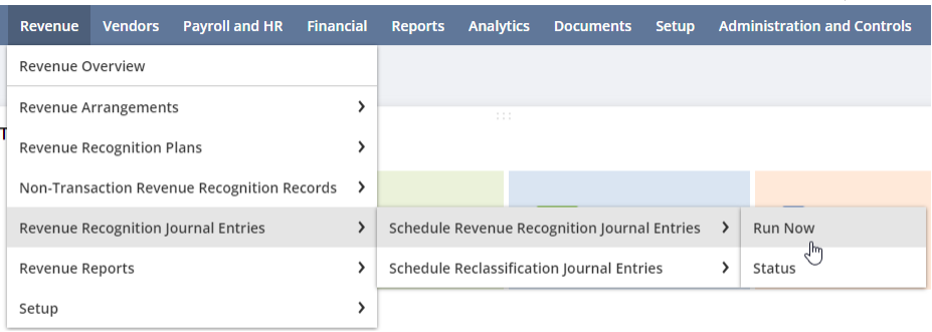 Revenue Vendors Payroll and HR Financial Reports Analytics Documents Setup Administration and Controls
Revenue Overview
Revenue Arrangements
T
Revenue Recognition Plans
Non-Transaction Revenue Recognition Records
Revenue Recognition Journal Entries Schedule Revenue Recognition Journal Entries Run Now
Revenue Reports Schedule Reclassification Journal Entries Status
Setup